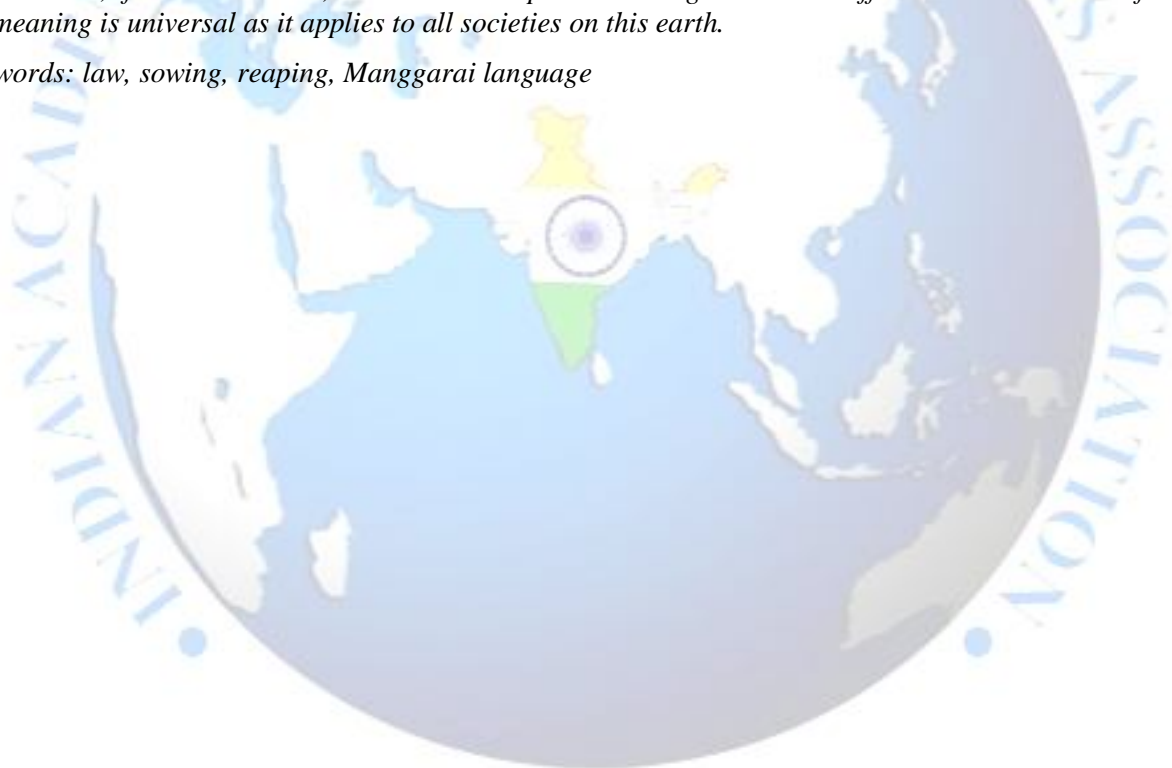 meaning is universal as it applies to all societies on this earth.
words: law, sowing, reaping, Manggarai language
INDIAN
ASSOCIATION